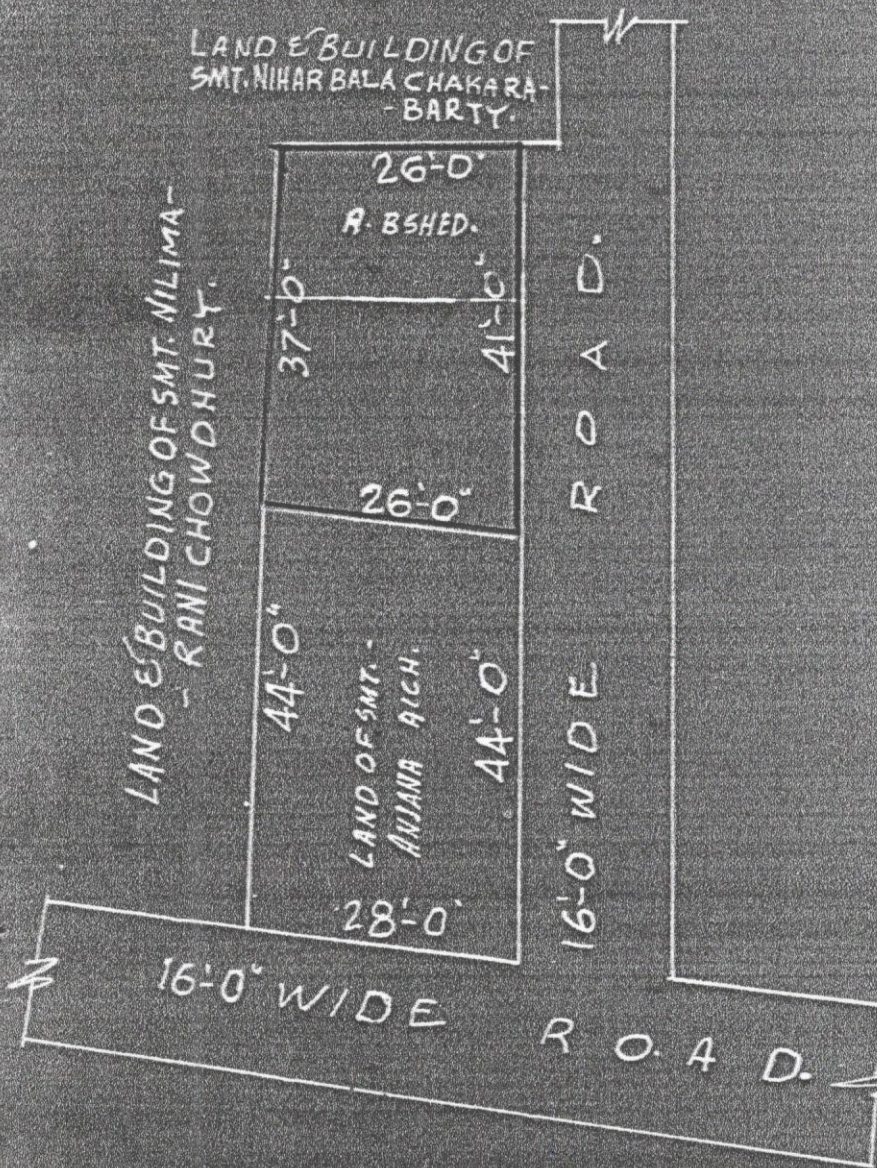 LAND & BUILDING OF
SMT. NIHAR BALA CHAKARA-
-BARTY.
26'-0"
37'-0"
41'-0"
26'-0"
LAND & BUILDING OF SMT. NILIMA-
- RANI CHOWDHURY.
44'-0"
LAND OF SMT. -
ANJANA AICH.
44'-0"
28'-0"
16'-0" WIDE ROAD.
16'-0" WIDE ROAD.